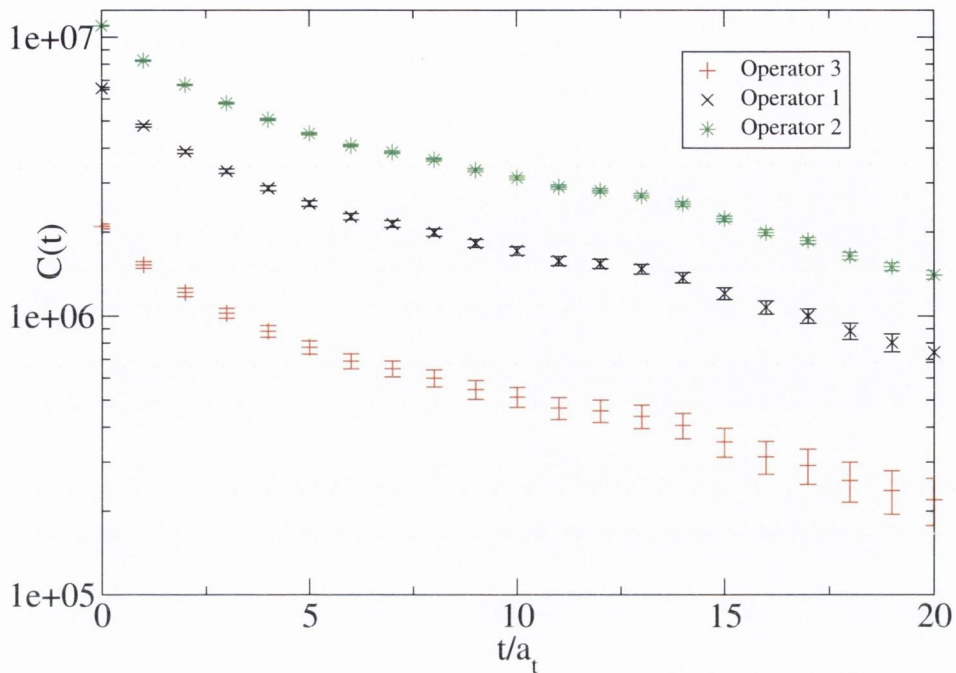 1e+07
1e+06
1e+05
C(t)
Operator 3
Operator 1
Operator 2
0
5
10
15
20
t/a_t